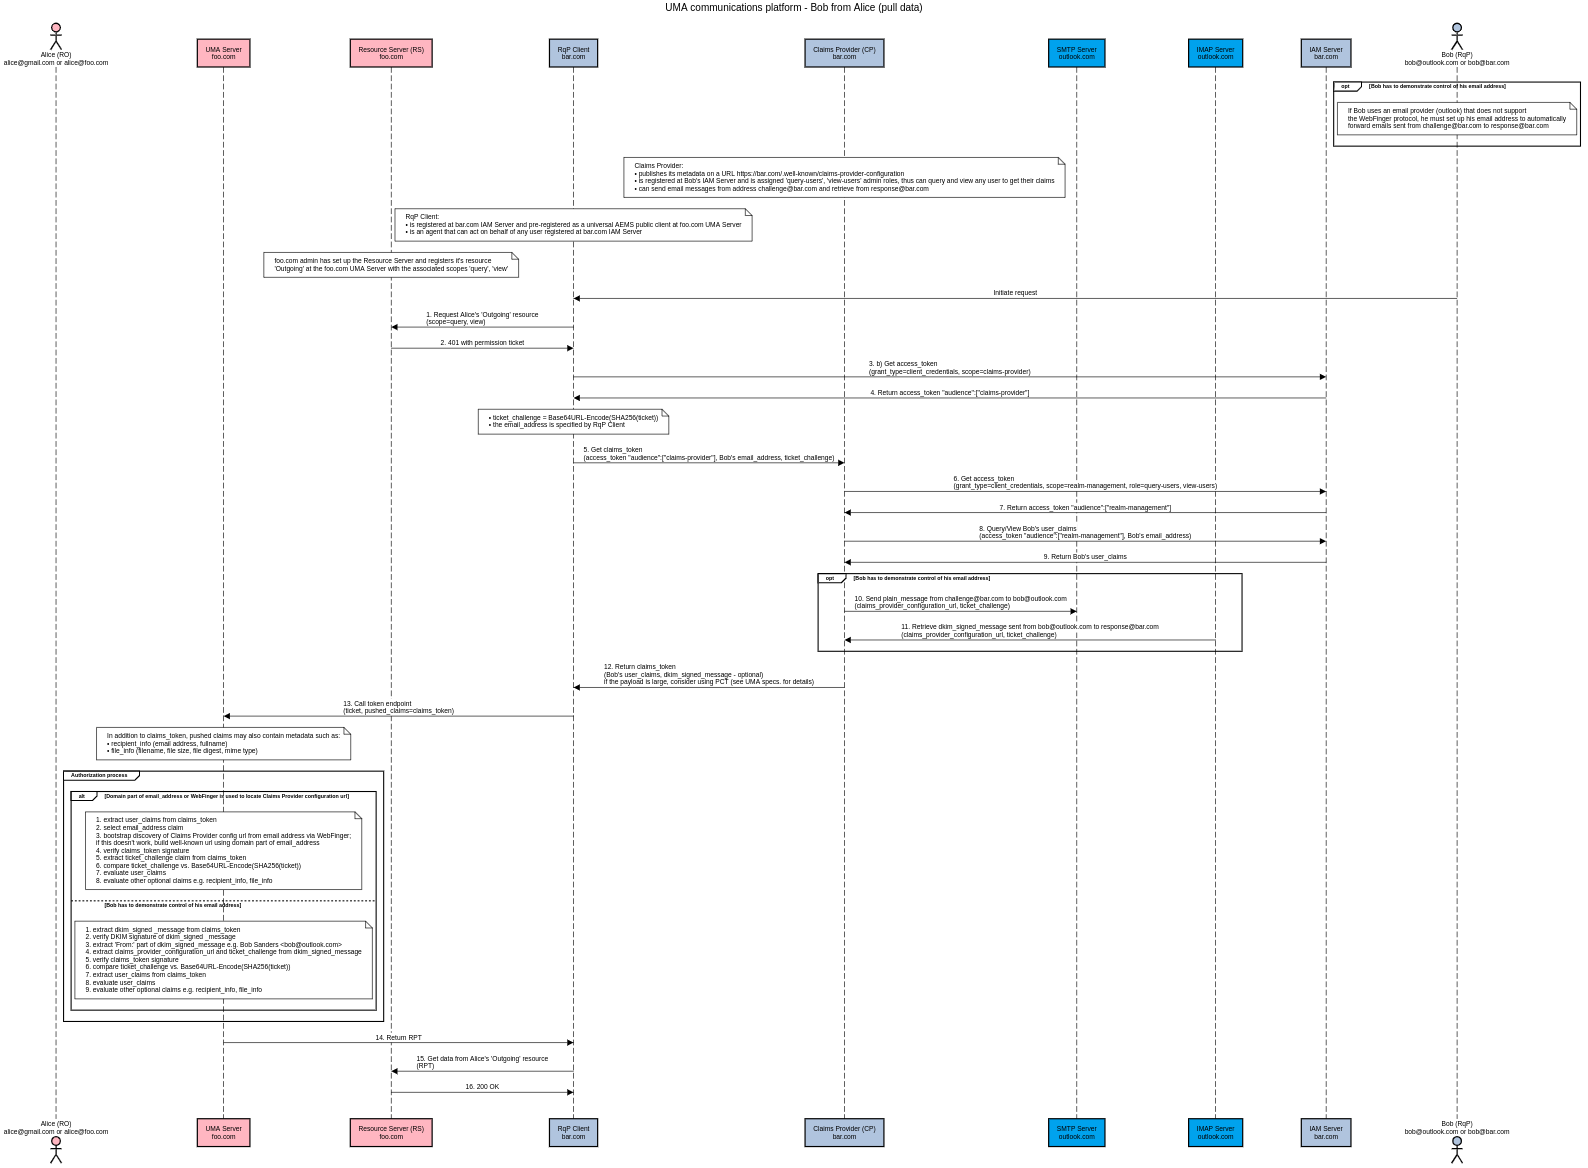 UMA communications platform - Bob from Alice (pull data)
Alice (RO)
alice@gmail.com or alice@foo.com
UMA Server
foo.com
Resource Server (RS)
foo.com
RqP Client
bar.com
Claims Provider (CP)
bar.com
SMTP Server
outlook.com
IMAP Server
outlook.com
IAM Server
bar.com
Bob (RqP)
bob@outlook.com or bob@bar.com
opt
[Bob has to demonstrate control of his email address]
If Bob uses an email provider (outlook) that does not support
the WebFinger protocol, he must set up his email address to automatically
forward emails sent from challenge@bar.com to response@bar.com
Claims Provider:
• publishes its metadata on a URL https://bar.com/.well-known/claims-provider-configuration
• is registered at Bob's IAM Server and is assigned 'query-users', 'view-users' admin roles, thus can query and view any user to get their claims
• can send email messages from address challenge@bar.com and retrieve from response@bar.com
RqP Client:
• is registered at bar.com IAM Server and pre-registered as a universal AEMS public client at foo.com UMA Server
• is an agent that can act on behalf of any user registered at bar.com IAM Server
foo.com admin has set up the Resource Server and registers it's resource
'Outgoing' at the foo.com UMA Server with the associated scopes 'query', 'view'
Initiate request
1. Request Alice's 'Outgoing' resource
(scope=query, view)
2. 401 with permission ticket
3. b) Get access_token
(grant_type=client_credentials, scope=claims-provider)
4. Return access_token "audience":["claims-provider"]
• ticket_challenge = Base64URL-Encode(SHA256(ticket))
• the email_address is specified by RqP Client
5. Get claims_token
(access_token "audience":["claims-provider"], Bob's email_address, ticket_challenge)
6. Get access_token
(grant_type=client_credentials, scope=realm-management, role=query-users, view-users)
7. Return access_token "audience":["realm-management"]
8. Query/View Bob's user_claims
(access_token "audience":["realm-management"], Bob's email_address)
9. Return Bob's user_claims
opt
[Bob has to demonstrate control of his email address]
10. Send plain_message from challenge@bar.com to bob@outlook.com
(claims_provider_configuration_url, ticket_challenge)
11. Retrieve dkim_signed_message sent from bob@outlook.com to response@bar.com
(claims_provider_configuration_url, ticket_challenge)
12. Return claims_token
(Bob's user_claims, dkim_signed_message - optional)
If the payload is large, consider using PCT (see UMA specs. for details)
13. Call token endpoint
(ticket, pushed_claims=claims_token)
In addition to claims_token, pushed claims may also contain metadata such as:
• recipient_info (email address, fullname)
• file_info (filename, file size, file digest, mime type)
Authorization process
alt
[Domain part of email_address or WebFinger is used to locate Claims Provider configuration url]
1. extract user_claims from claims_token
2. select email_address claim
3. bootstrap discovery of Claims Provider config url from email address via WebFinger;
if this doesn't work, build well-known url using domain part of email_address
4. verify claims_token signature
5. extract ticket_challenge claim from claims_token
6. compare ticket_challenge vs. Base64URL-Encode(SHA256(ticket))
7. evaluate user_claims
8. evaluate other optional claims e.g. recipient_info, file_info
[Bob has to demonstrate control of his email address]
1. extract dkim_signed _message from claims_token
2. verify DKIM signature of dkim_signed _message
3. extract 'From:' part of dkim_signed_message e.g. Bob Sanders <bob@outlook.com>
4. extract claims_provider_configuration_url and ticket_challenge from dkim_signed_message
5. verify claims_token signature
6. compare ticket_challenge vs. Base64URL-Encode(SHA256(ticket))
7. extract user_claims from claims_token
8. evaluate user_claims
9. evaluate other optional claims e.g. recipient_info, file_info
14. Return RPT
15. Get data from Alice's 'Outgoing' resource
(RPT)
16. 200 OK
Alice (RO)
alice@gmail.com or alice@foo.com
UMA Server
foo.com
Resource Server (RS)
foo.com
RqP Client
bar.com
Claims Provider (CP)
bar.com
SMTP Server
outlook.com
IMAP Server
outlook.com
IAM Server
bar.com
Bob (RqP)
bob@outlook.com or bob@bar.com